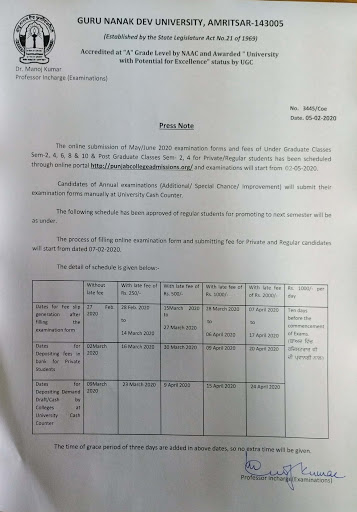 GURU NANAK DEV UNIVERSITY, AMRITSAR-143005
(Established by the State Legislature Act No.21 of 1969)
Accredited at "A" Grade Level by NAAC and Awarded " University
with Potential for Excellence" status by UGC
Dr. Manoj Kumar
Professor Incharge (Examinations)
No. 3445/Coe
Date. 05-02-2020
Press Note
The online submission of May/June 2020 examination forms and fees of Under Graduate Classes
Sem-2, 4, 6, 8 & 10 & Post Graduate Classes Sem- 2, 4 for Private/Regular students has been scheduled
through online portal http://punjabcollegeadmissions.org/ and examinations will start from 02-05-2020.
Candidates of Annual examinations (Additional/ Special Chance/ Improvement) will submit their
examination forms manually at University Cash Counter.
The following schedule has been approved of regular students for promoting to next semester will be
as under.
The process of filling online examination form and submitting fee for Private and Regular candidates
will start from dated 07-02-2020.
The detail of schedule is given below:-
Without late fee
With late fee of Rs. 250/-
With late fee of Rs. 500/-
With late fee of Rs. 1000/-
With late fee of Rs. 2000/-
Rs. 1000/- per day
Dates for fee slip generation after filling the examination form
27 Feb. 2020
28 Feb. 2020 to 14 March 2020
15March 2020 to 27 March 2020
28 March 2020 to 06 April 2020
07 April 2020 to 17 April 2020
Ten days before the commencement of Exams.
Dates for Depositing fees in bank for Private Students
02March 2020
16 March 2020
30 March 2020
09 April 2020
20 April 2020
Dates for Depositing Demand Draft/Cash by Colleges at University Cash Counter
09March 2020
23 March 2020
9 April 2020
15 April 2020
24 April 2020
The time of grace period of three days are added in above dates, so no extra time will be given.
Professor Incharge(Examinations)